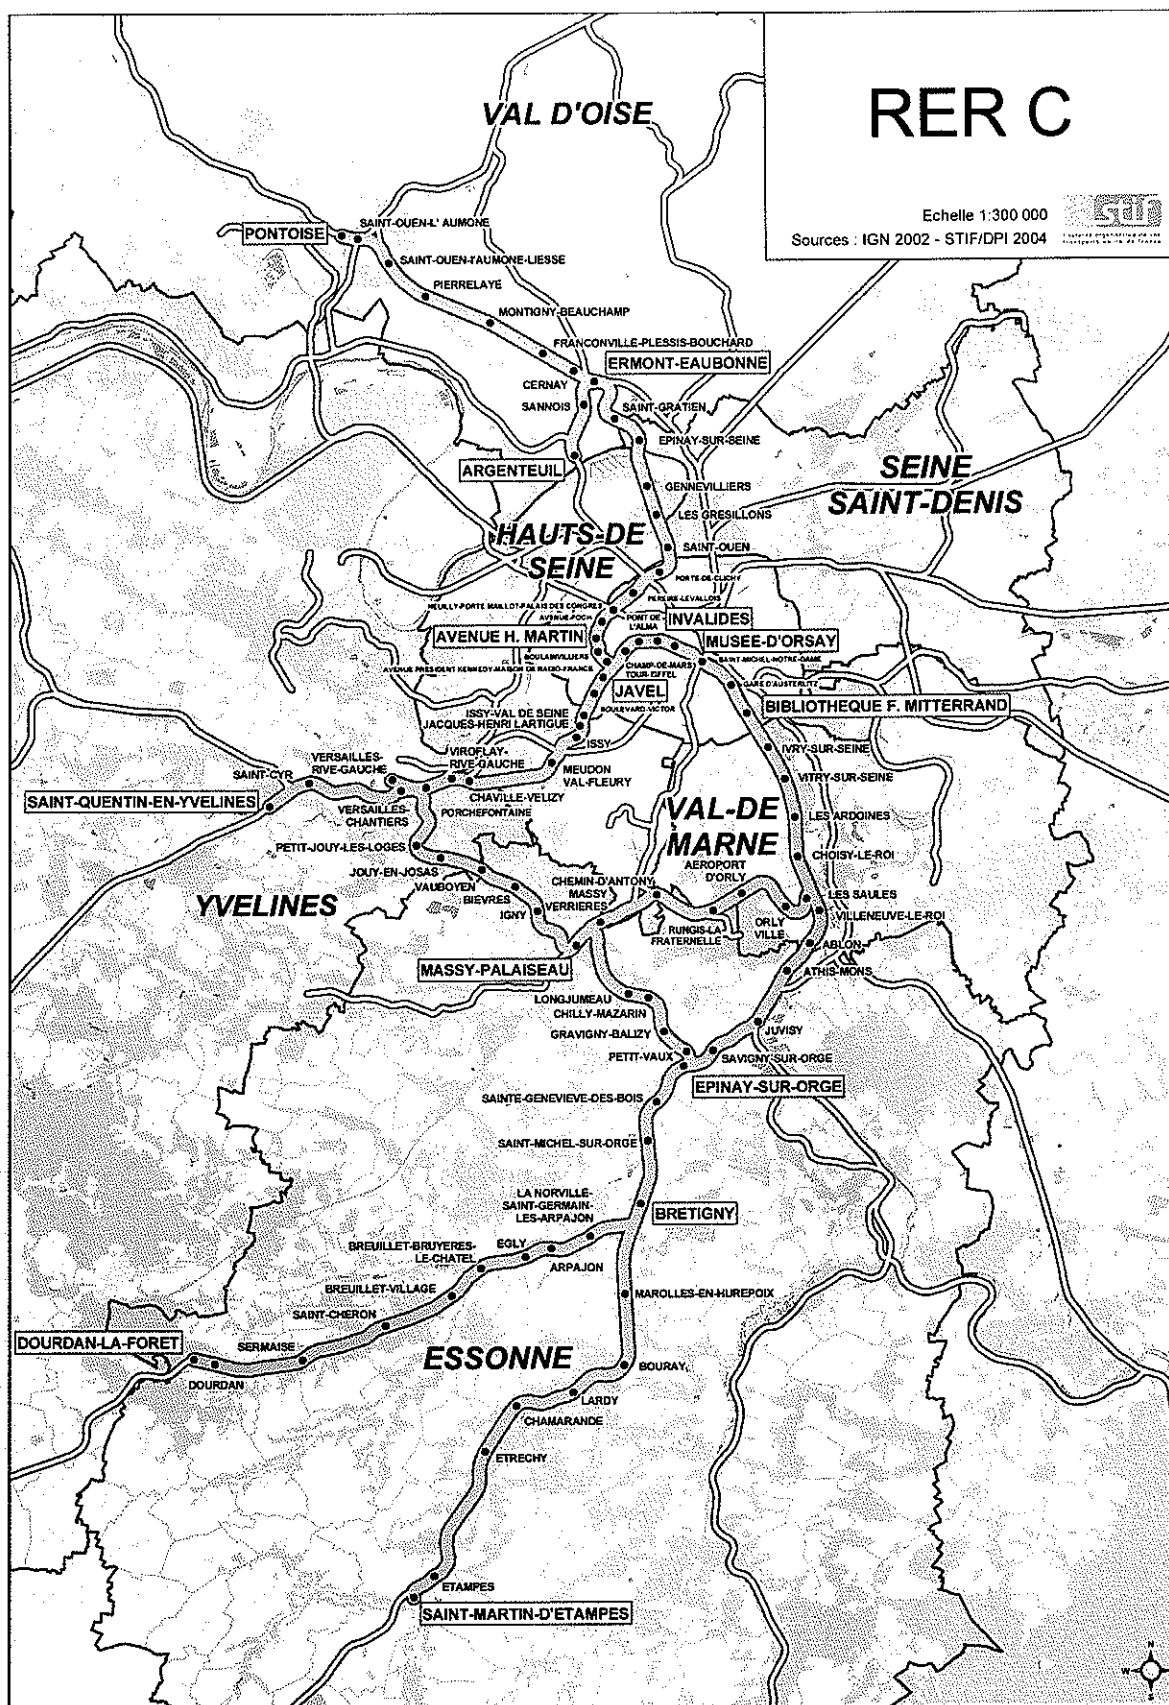 RER C
VAL D'OISE
Echelle 1:300 000
stif
Sources : IGN 2002 - STIF/DPI 2004
SAINT-OUEN-L' AUMONE
PONTOISE
SAINT-OUEN-l'AUMONE-LIESSE
PIERRELAYE
MONTIGNY-BEAUCHAMP
FRANCONVILLE-PLESSIS-BOUCHARD
ERMONT-EAUBONNE
CERNAY
SANNOIS
SAINT-GRATIEN
EPINAY-SUR-SEINE
ARGENTEUIL
SEINE
SAINT-DENIS
GENNEVILLIERS
LES GRESILLONS
HAUTS-DE
SEINE
SAINT-OUEN
PORTE-DE-CLICHY
PEREIRE-LEVALLOIS
NEUILLY-PORTE MAILLOT-PALAIS DES CONGRES
AVENUE-FOCH
PONT DE
L'ALMA
INVALIDES
AVENUE H. MARTIN
MUSEE-D'ORSAY
BOULAINVILLIERS
SAINT-MICHEL-NOTRE-DAME
AVENUE PRESIDENT KENNEDY-MAISON DE RADIO-FRANCE
CHAMP-DE-MARS
TOUR-EIFFEL
GARE D'AUSTERLITZ
JAVEL
BOULEVARD-VICTOR
BIBLIOTHEQUE F. MITTERRAND
ISSY-VAL DE SEINE
JACQUES-HENRI LARTIGUE
ISSY
IVRY-SUR-SEINE
VERSAILLES-
RIVE-GAUCHE
VIROFLAY-
RIVE-GAUCHE
MEUDON
VAL-FLEURY
SAINT-CYR
VITRY-SUR-SEINE
SAINT-QUENTIN-EN-YVELINES
VERSAILLES-
CHANTIERS
CHAVILLE-VELIZY
PORCHEFONTAINE
VAL-DE
MARNE
LES ARDOINES
PETIT-JOUY-LES-LOGES
CHOISY-LE-ROI
JOUY-EN-JOSAS
AEROPORT
D'ORLY
VAUBOYEN
BIEVRES
CHEMIN-D'ANTONY
MASSY
VERRIERES
IGNY
LES SAULES
YVELINES
VILLENEUVE-LE-ROI
RUNGIS-LA
FRATERNELLE
ORLY
VILLE
ABLON
MASSY-PALAISEAU
ATHIS-MONS
LONGJUMEAU
CHILLY-MAZARIN
GRAVIGNY-BALIZY
JUVISY
PETIT-VAUX
SAVIGNY-SUR-ORGE
EPINAY-SUR-ORGE
SAINTE-GENEVIEVE-DES-BOIS
SAINT-MICHEL-SUR-ORGE
LA NORVILLE-
SAINT-GERMAIN-
LES-ARPAJON
BRETIGNY
EGLY
BREUILLET-BRUYERES-
LE-CHATEL
ARPAJON
BREUILLET-VILLAGE
MAROLLES-EN-HUREPOIX
SAINT-CHERON
DOURDAN-LA-FORET
SERMAISE
ESSONNE
BOURAY
DOURDAN
LARDY
CHAMARANDE
ETRECHY
ETAMPES
SAINT-MARTIN-D'ETAMPES
N
W
S